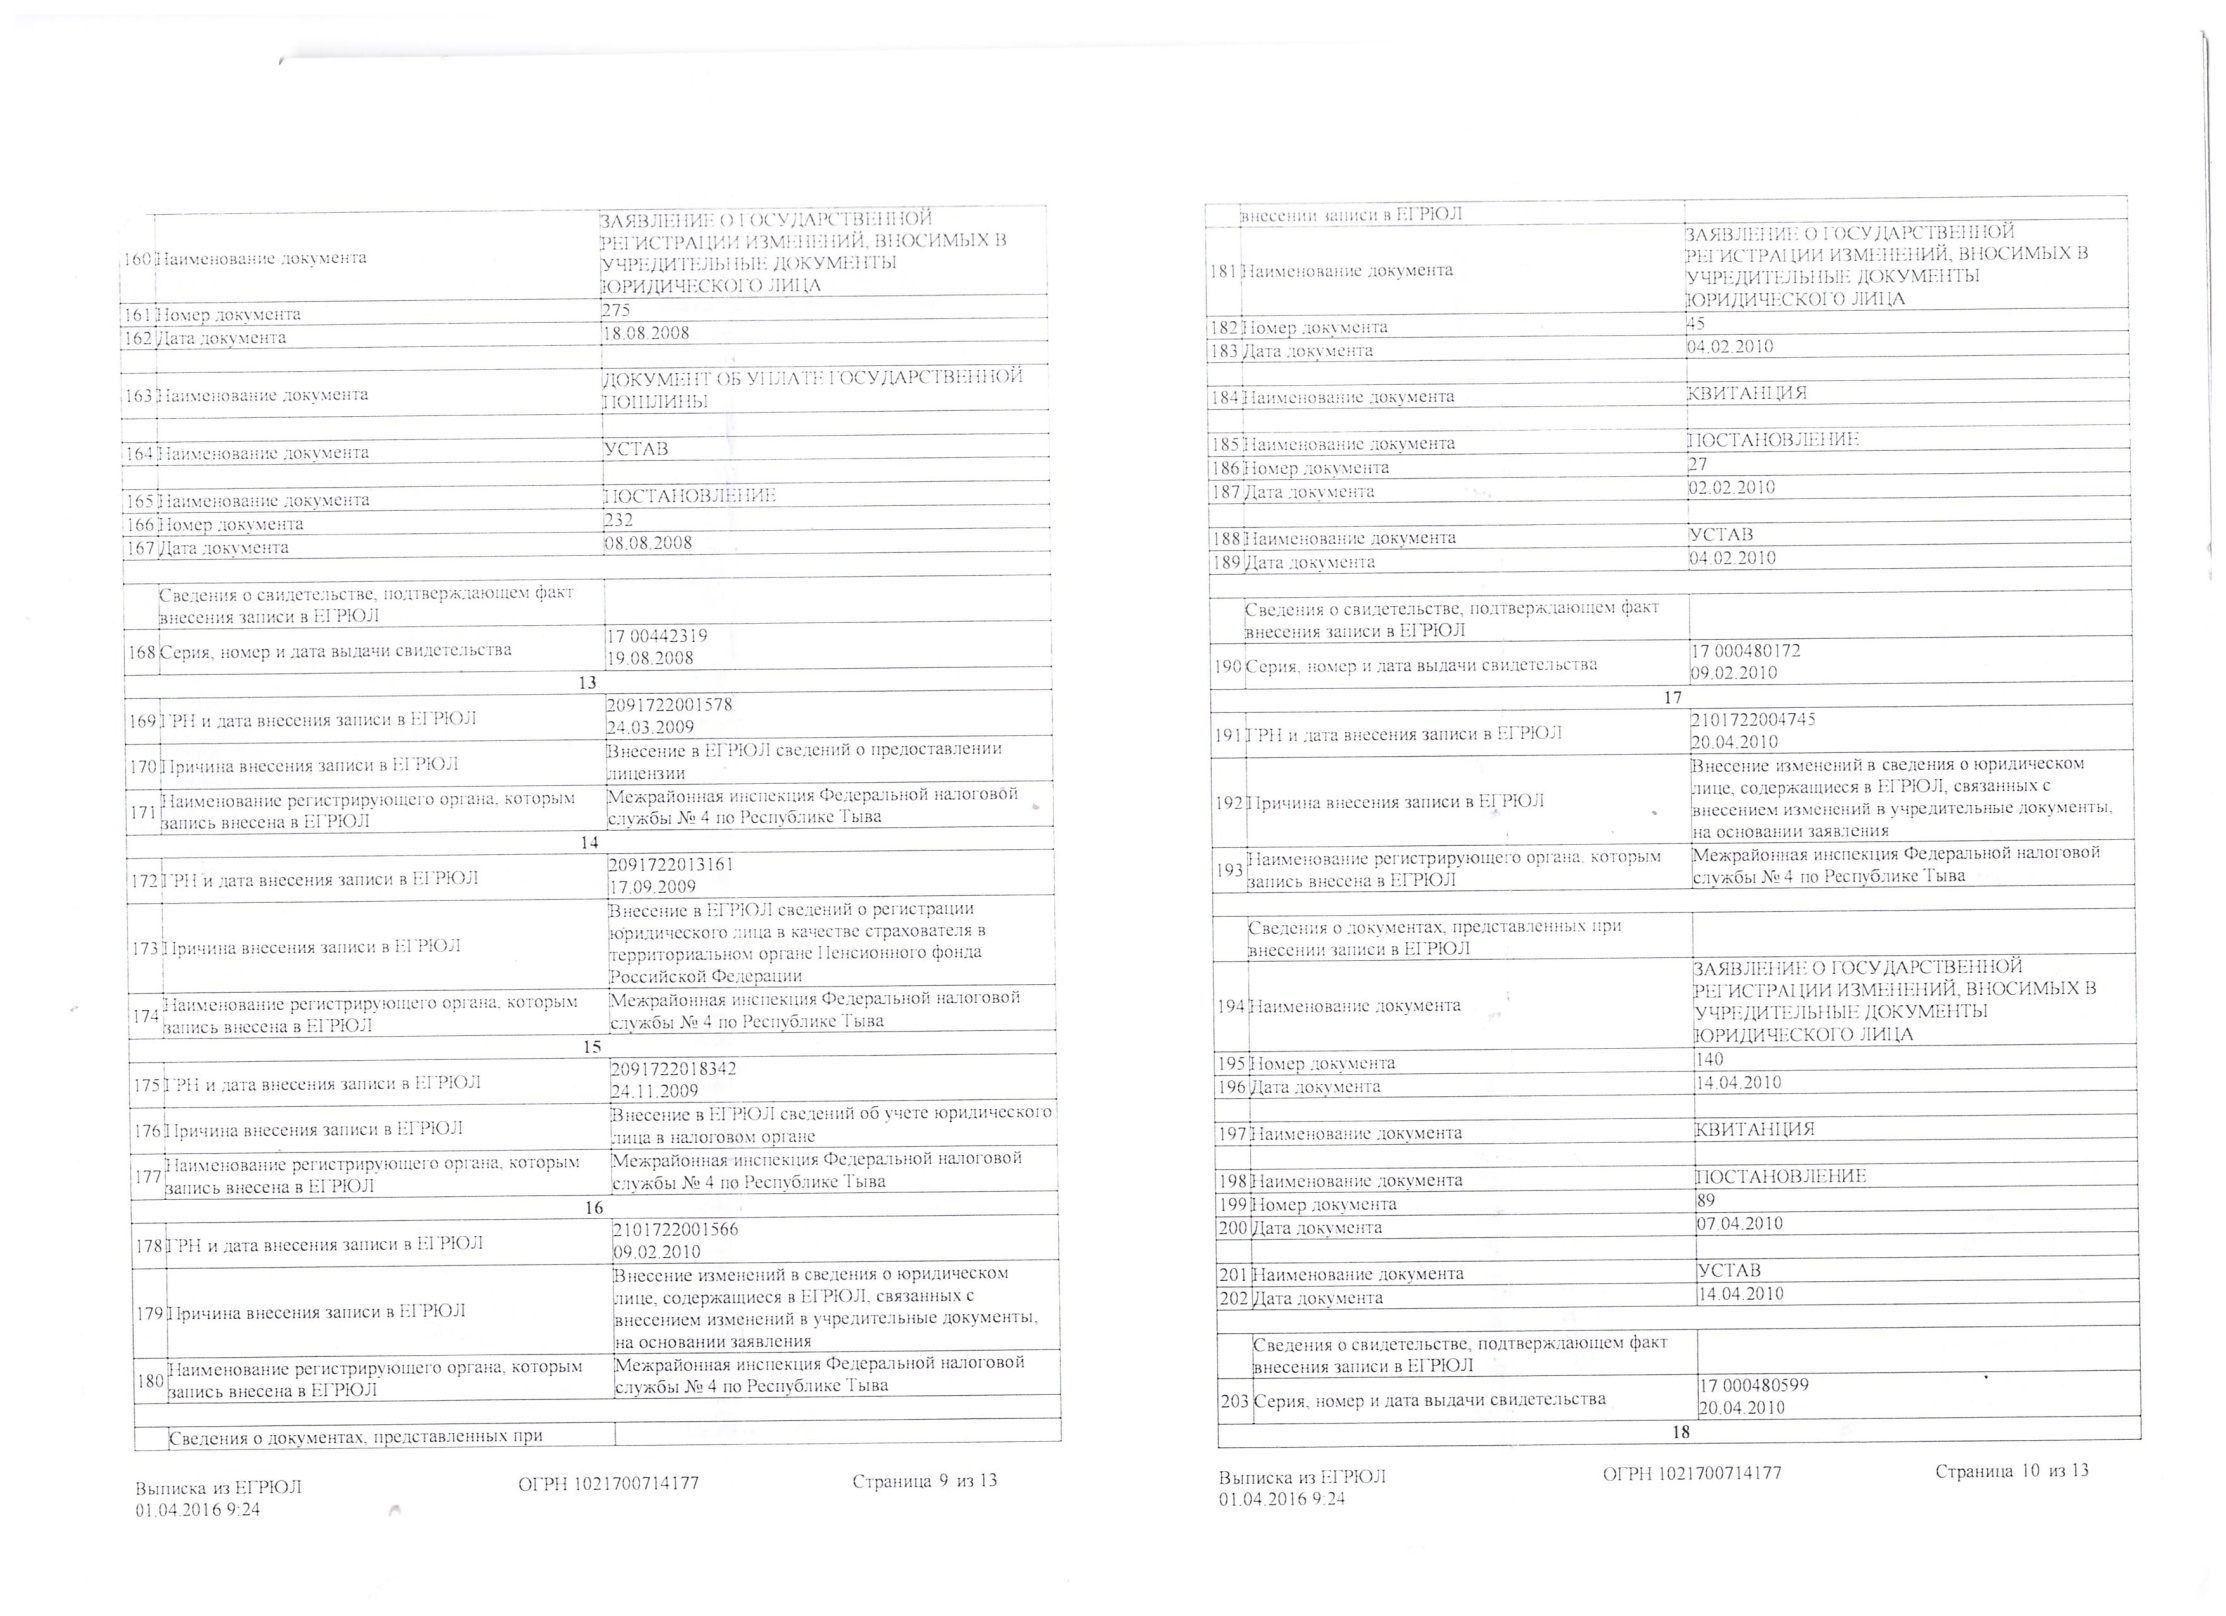 160 Наименование документа
ЗАЯВЛЕНИЕ О ГОСУДАРСТВЕННОЙ
РЕГИСТРАЦИИ ИЗМЕНЕНИЙ, ВНОСИМЫХ В
УЧРЕДИТЕЛЬНЫЕ ДОКУМЕНТЫ
ЮРИДИЧЕСКОГО ЛИЦА
161 Номер документа 275
162 Дата документа 18.08.2008
163 Наименование документа
ДОКУМЕНТ ОБ УПЛАТЕ ГОСУДАРСТВЕННОЙ
ПОШЛИНЫ
164 Наименование документа УСТАВ
165 Наименование документа ПОСТАНОВЛЕНИЕ
166 Номер документа 232
167 Дата документа 08.08.2008
Сведения о свидетельстве, подтверждающем факт
внесения записи в ЕГРЮЛ
168 Серия, номер и дата выдачи свидетельства
17 00442319
19.08.2008
13
169 ГРН и дата внесения записи в ЕГРЮЛ
2091722001578
24.03.2009
170 Причина внесения записи в ЕГРЮЛ
Внесение в ЕГРЮЛ сведений о предоставлении
лицензии
171 Наименование регистрирующего органа, которым
запись внесена в ЕГРЮЛ
Межрайонная инспекция Федеральной налоговой
службы № 4 по Республике Тыва
14
172 ГРН и дата внесения записи в ЕГРЮЛ
2091722013161
17.09.2009
173 Причина внесения записи в ЕГРЮЛ
Внесение в ЕГРЮЛ сведений о регистрации
юридического лица в качестве страхователя в
территориальном органе Пенсионного фонда
Российской Федерации
174 Наименование регистрирующего органа, которым
запись внесена в ЕГРЮЛ
Межрайонная инспекция Федеральной налоговой
службы № 4 по Республике Тыва
15
175 ГРН и дата внесения записи в ЕГРЮЛ
2091722018342
24.11.2009
176 Причина внесения записи в ЕГРЮЛ
Внесение в ЕГРЮЛ сведений об учете юридического
лица в налоговом органе
177 Наименование регистрирующего органа, которым
запись внесена в ЕГРЮЛ
Межрайонная инспекция Федеральной налоговой
службы № 4 по Республике Тыва
16
178 ГРН и дата внесения записи в ЕГРЮЛ
2101722001566
09.02.2010
179 Причина внесения записи в ЕГРЮЛ
Внесение изменений в сведения о юридическом
лице, содержащиеся в ЕГРЮЛ, связанных с
внесением изменений в учредительные документы,
на основании заявления
180 Наименование регистрирующего органа, которым
запись внесена в ЕГРЮЛ
Межрайонная инспекция Федеральной налоговой
службы № 4 по Республике Тыва
Сведения о документах, представленных при
Выписка из ЕГРЮЛ
01.04.2016 9:24
ОГРН 1021700714177
Страница 9 из 13
внесении записи в ЕГРЮЛ
181 Наименование документа
ЗАЯВЛЕНИЕ О ГОСУДАРСТВЕННОЙ
РЕГИСТРАЦИИ ИЗМЕНЕНИЙ, ВНОСИМЫХ В
УЧРЕДИТЕЛЬНЫЕ ДОКУМЕНТЫ
ЮРИДИЧЕСКОГО ЛИЦА
182 Номер документа 45
183 Дата документа 04.02.2010
184 Наименование документа КВИТАНЦИЯ
185 Наименование документа ПОСТАНОВЛЕНИЕ
186 Номер документа 27
187 Дата документа 02.02.2010
188 Наименование документа УСТАВ
189 Дата документа 04.02.2010
Сведения о свидетельстве, подтверждающем факт
внесения записи в ЕГРЮЛ
190 Серия, номер и дата выдачи свидетельства
17 000480172
09.02.2010
17
191 ГРН и дата внесения записи в ЕГРЮЛ
2101722004745
20.04.2010
192 Причина внесения записи в ЕГРЮЛ
Внесение изменений в сведения о юридическом
лице, содержащиеся в ЕГРЮЛ, связанных с
внесением изменений в учредительные документы,
на основании заявления
193 Наименование регистрирующего органа, которым
запись внесена в ЕГРЮЛ
Межрайонная инспекция Федеральной налоговой
службы № 4 по Республике Тыва
Сведения о документах, представленных при
внесении записи в ЕГРЮЛ
194 Наименование документа
ЗАЯВЛЕНИЕ О ГОСУДАРСТВЕННОЙ
РЕГИСТРАЦИИ ИЗМЕНЕНИЙ, ВНОСИМЫХ В
УЧРЕДИТЕЛЬНЫЕ ДОКУМЕНТЫ
ЮРИДИЧЕСКОГО ЛИЦА
195 Номер документа 140
196 Дата документа 14.04.2010
197 Наименование документа КВИТАНЦИЯ
198 Наименование документа ПОСТАНОВЛЕНИЕ
199 Номер документа 89
200 Дата документа 07.04.2010
201 Наименование документа УСТАВ
202 Дата документа 14.04.2010
Сведения о свидетельстве, подтверждающем факт
внесения записи в ЕГРЮЛ
203 Серия, номер и дата выдачи свидетельства
17 000480599
20.04.2010
18
Выписка из ЕГРЮЛ
01.04.2016 9:24
ОГРН 1021700714177
Страница 10 из 13